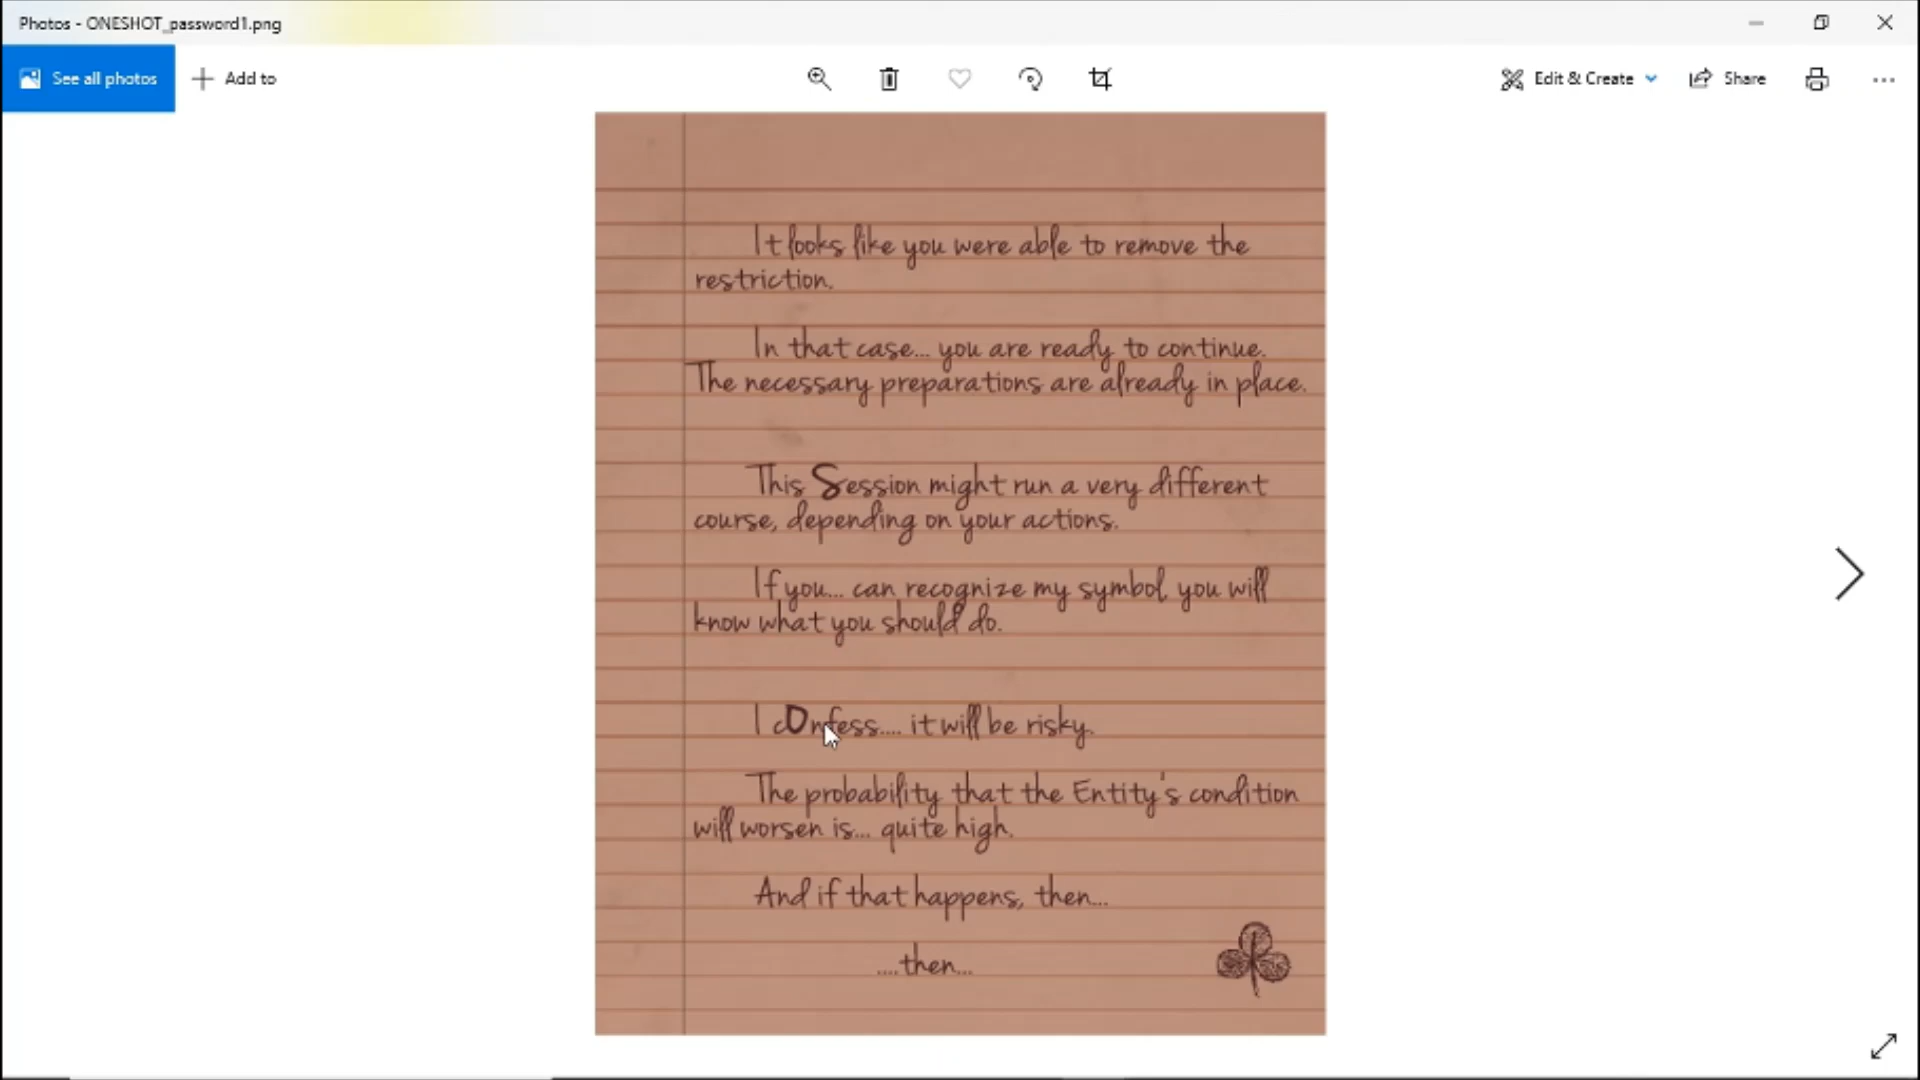 Photos - ONESHOT_password1.png
See all photos
Add to
Edit & Create
Share
It looks like you were able to remove the
restriction.
In that case... you are ready to continue.
The necessary preparations are already in place.
This Session might run a very different
course, depending on your actions.
If you... can recognize my symbol, you will
know what you should do.
I cOnfess.... it will be risky.
The probability that the Entity's condition
will worsen is... quite high.
And if that happens, then...
....then...